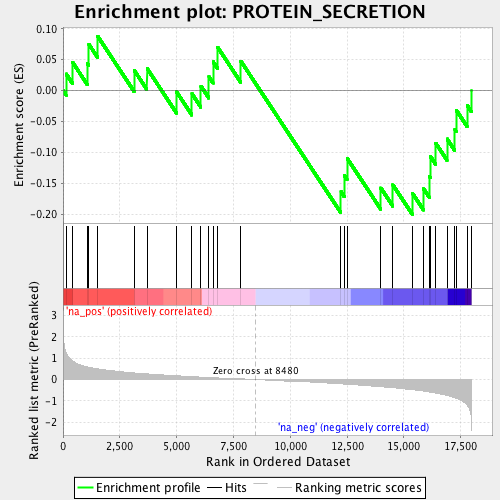 Enrichment plot: PROTEIN_SECRETION
Enrichment score (ES)
0.10
0.05
0.00
-0.05
-0.10
-0.15
-0.20
'na_pos' (positively correlated)
Ranked list metric (PreRanked)
3
2
1
0
-1
-2
Zero cross at 8480
'na_neg' (negatively correlated)
0
2,500
5,000
7,500
10,000
12,500
15,000
17,500
Rank in Ordered Dataset
Enrichment profile
Hits
Ranking metric scores